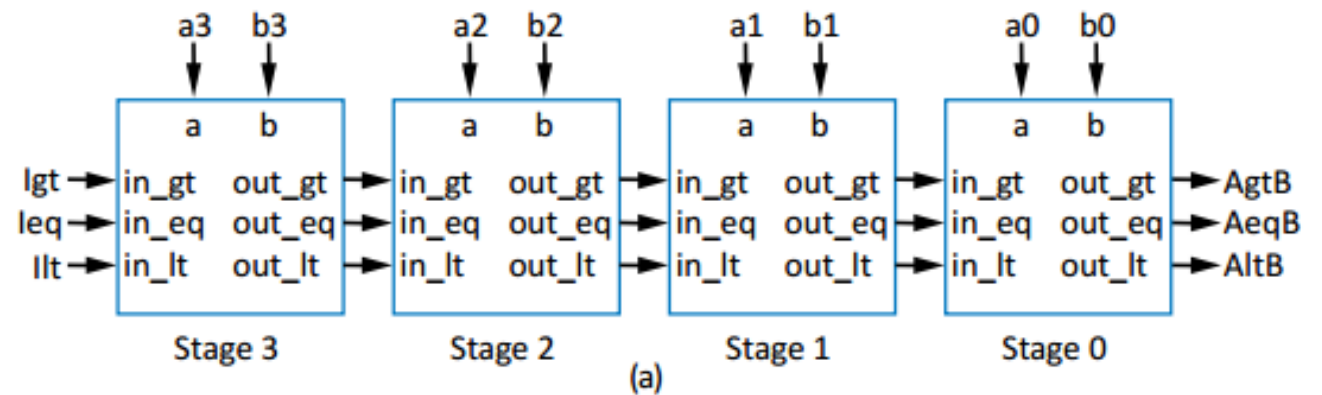 a3 b3 a2 b2 a1 b1 a0 b0
a b a b a b a b
Igt in_gt out_gt in_gt out_gt in_gt out_gt in_gt out_gt AgtB
Ieq in_eq out_eq in_eq out_eq in_eq out_eq in_eq out_eq AeqB
Ilt in_lt out_lt in_lt out_lt in_lt out_lt in_lt out_lt AltB
Stage 3 Stage 2 Stage 1 Stage 0
(a)